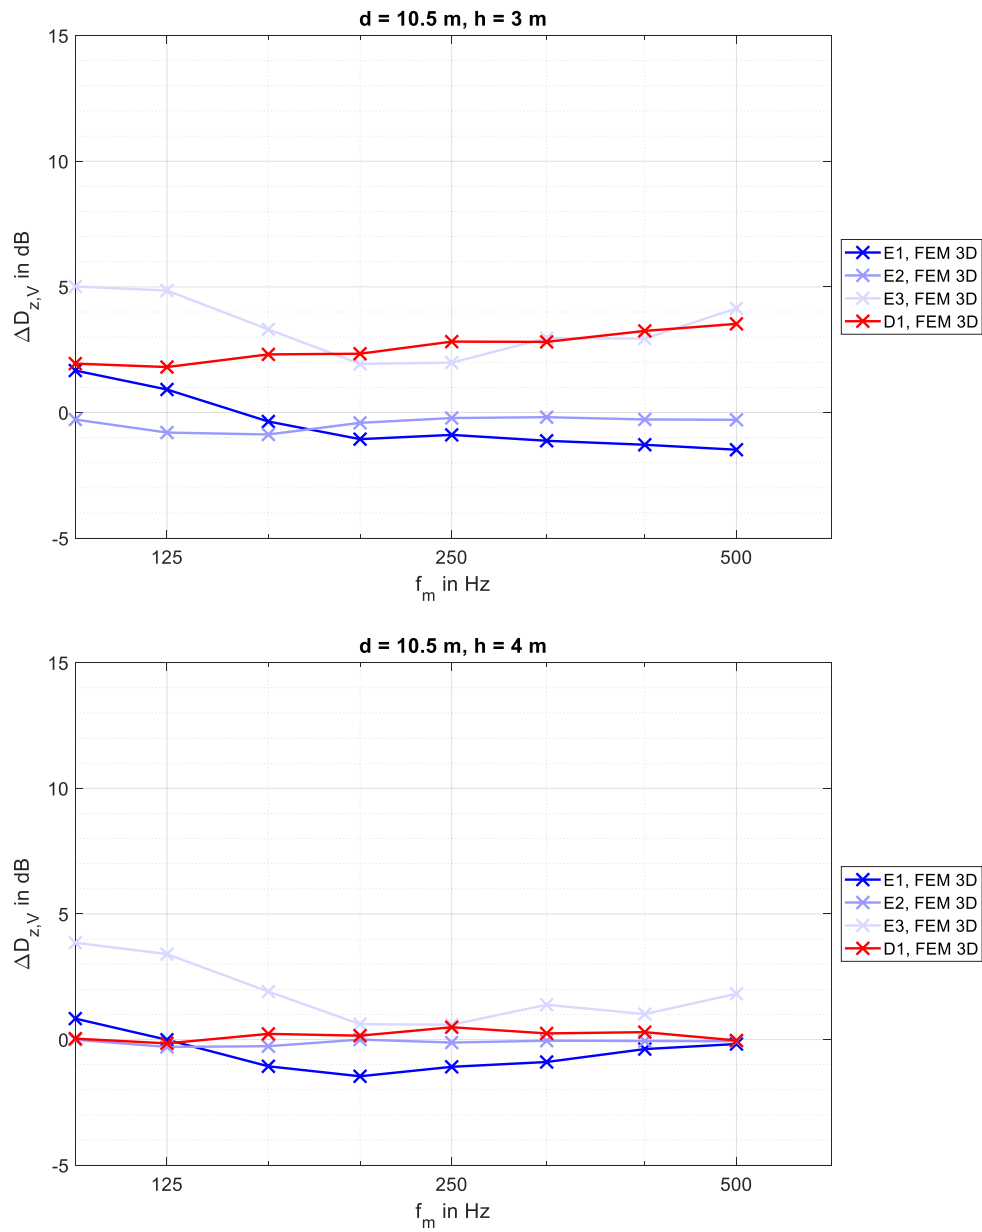 d = 10.5 m, h = 3 m
15
10
5
0
-5
ΔD_z,V in dB
125
250
500
f_m in Hz
E1, FEM 3D
E2, FEM 3D
E3, FEM 3D
D1, FEM 3D
d = 10.5 m, h = 4 m
15
10
5
0
-5
ΔD_z,V in dB
125
250
500
f_m in Hz
E1, FEM 3D
E2, FEM 3D
E3, FEM 3D
D1, FEM 3D